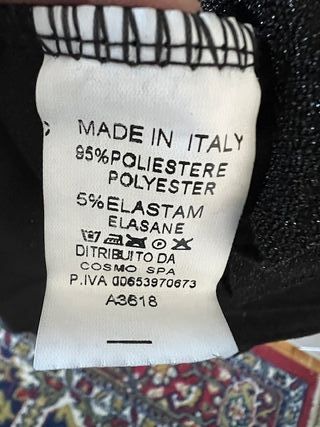 S
MADE IN ITALY
95%POLIESTERE
POLYESTER
5%ELASTAM
ELASANE
DITRIBUITO DA
COSMO SPA
P.IVA 00653970673
A3618